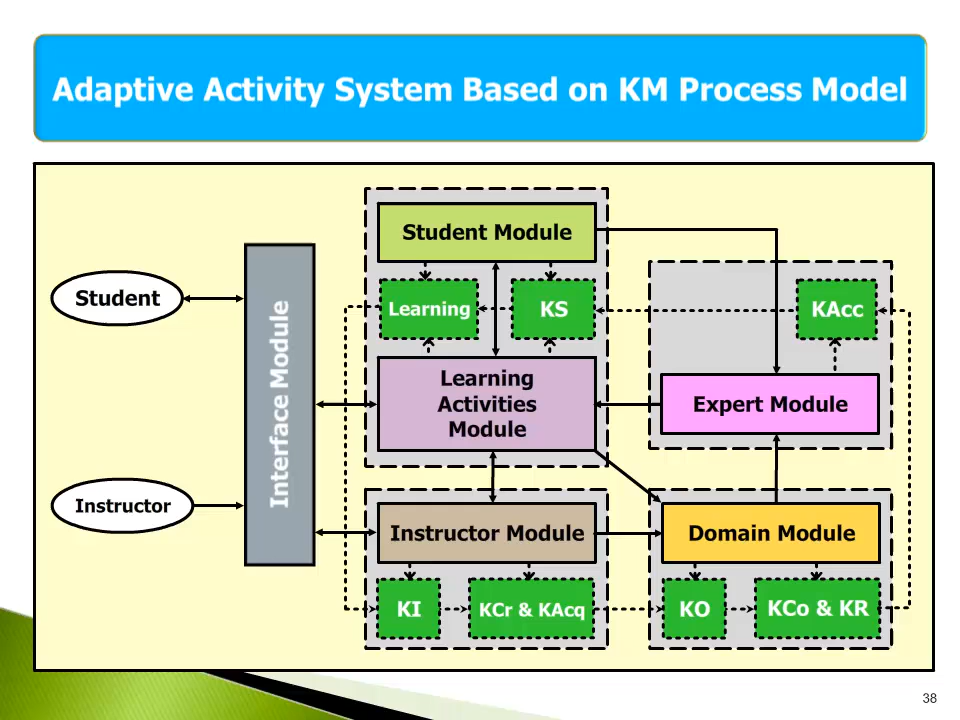 Adaptive Activity System Based on KM Process Model
Student Module
Student
Learning
KS
KAcc
Interface Module
Learning
Activities
Module
Expert Module
Instructor
Instructor Module
Domain Module
KI
KCr & KAcq
KO
KCo & KR
38